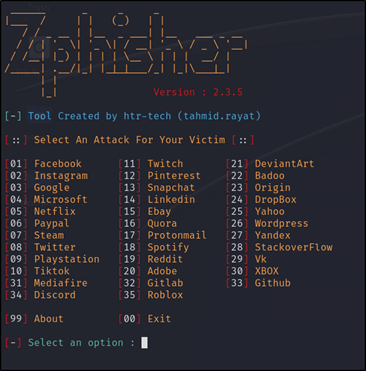 Zphisher
Version : 2.3.5
[-] Tool Created by htr-tech (tahmid.rayat)
[::] Select An Attack For Your Victim [::]
[01] Facebook [11] Twitch [21] DeviantArt
[02] Instagram [12] Pinterest [22] Badoo
[03] Google [13] Snapchat [23] Origin
[04] Microsoft [14] Linkedin [24] DropBox
[05] Netflix [15] Ebay [25] Yahoo
[06] Paypal [16] Quora [26] Wordpress
[07] Steam [17] Protonmail [27] Yandex
[08] Twitter [18] Spotify [28] StackoverFlow
[09] Playstation [19] Reddit [29] Vk
[10] Tiktok [20] Adobe [30] XBOX
[31] Mediafire [32] Gitlab [33] Github
[34] Discord [35] Roblox
[99] About [00] Exit
[-] Select an option :